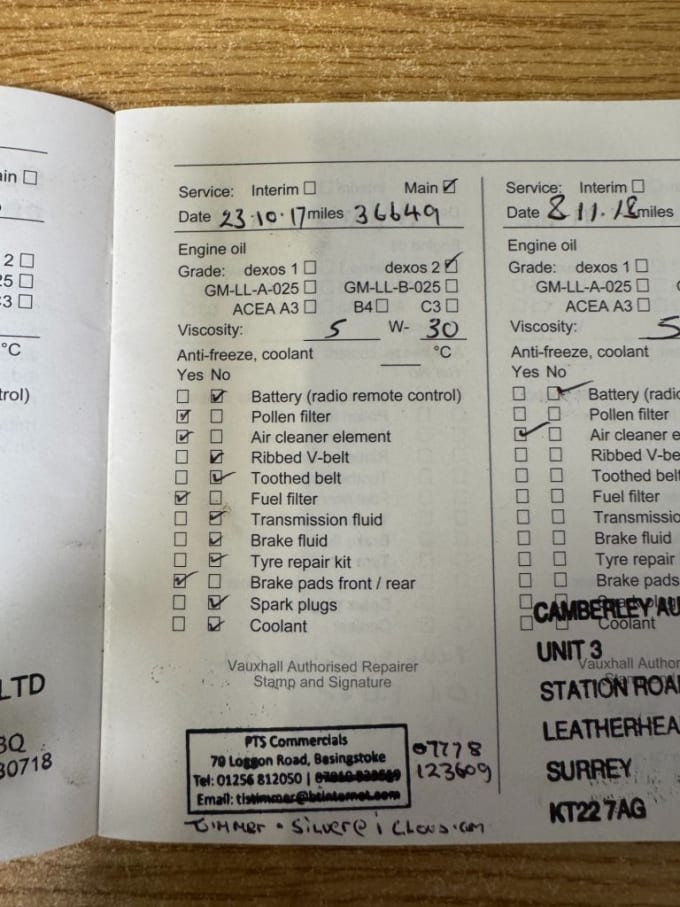 ain
2
25
C3
°C
trol)
LTD
3Q
30718
Service: Interim Main
Date 23.10.17 miles 36649
Engine oil
Grade: dexos 1 dexos 2
GM-LL-A-025 GM-LL-B-025
ACEA A3 B4 C3
Viscosity: 5 W- 30
Anti-freeze, coolant °C
Yes No
Battery (radio remote control)
Pollen filter
Air cleaner element
Ribbed V-belt
Toothed belt
Fuel filter
Transmission fluid
Brake fluid
Tyre repair kit
Brake pads front / rear
Spark plugs
Coolant
Vauxhall Authorised Repairer
Stamp and Signature
PTS Commercials
79 Loggon Road, Basingstoke
Tel: 01256 812050 |
Email:
07778
123609
Service: Interim
Date 8 11.18 miles
Engine oil
Grade: dexos 1
GM-LL-A-025
ACEA A3
Viscosity: 5
Anti-freeze, coolant
Yes No
Battery (radio
Pollen filter
Air cleaner e
Ribbed V-be
Toothed belt
Fuel filter
Transmissio
Brake fluid
Tyre repair
Brake pads
Coolant
Vauxhall Author
CAMBERLEY AU
UNIT 3
STATION ROA
LEATHERHEA
SURREY
KT22 7AG